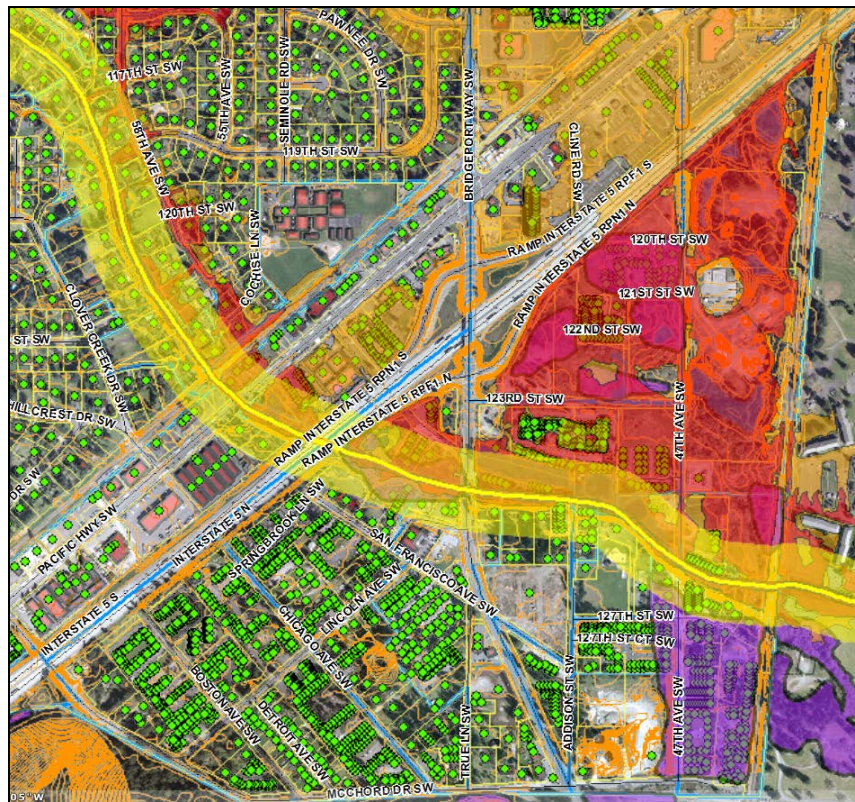 PAWNEE DR SW
117TH ST SW
55TH AVE SW
SEMINOLE RD SW
58TH AVE SW
119TH ST SW
BRIDGEPORT WAY SW
CLINE RD SW
120TH ST SW
COCHISE LN SW
RAMP INTERSTATE 5 RPF1 S
RAMP INTERSTATE 5 RPN1 N
120TH ST SW
121ST ST SW
122ND ST SW
CLOVER CREEK DR SW
ST SW
RAMP INTERSTATE 5 RPN1 S
RAMP INTERSTATE 5 RPF1 N
123RD ST SW
47TH AVE SW
HILLCREST DR SW
DR SW
PACIFIC HWY SW
INTERSTATE 5 N
SPRINGBROOK LN SW
SAN FRANCISCO AVE SW
INTERSTATE 5 S
LINCOLN AVE SW
CHICAGO AVE SW
127TH ST SW
127TH ST CT SW
BOSTON AVE SW
DETROIT AVE SW
TRUE LN SW
ADDISON ST SW
47TH AVE SW
MCCHORD DR SW
05" W